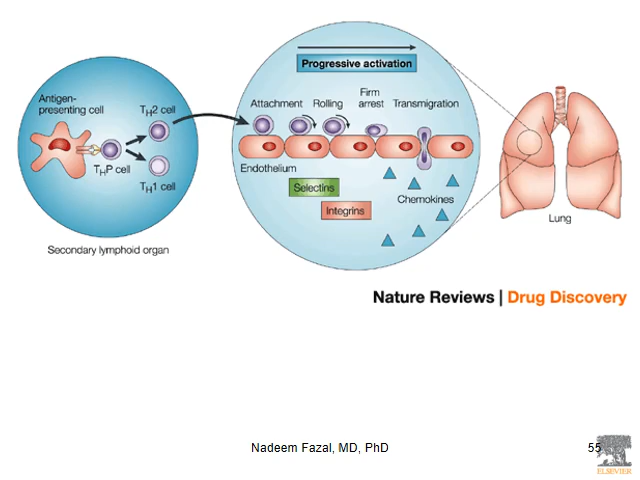 Progressive activation
Antigen-
presenting cell
TH2 cell
THP cell
TH1 cell
Secondary lymphoid organ
Attachment
Rolling
Firm
arrest
Transmigration
Endothelium
Selectins
Integrins
Chemokines
Lung
Nature Reviews | Drug Discovery
Nadeem Fazal, MD, PhD
55
ELSEVIER